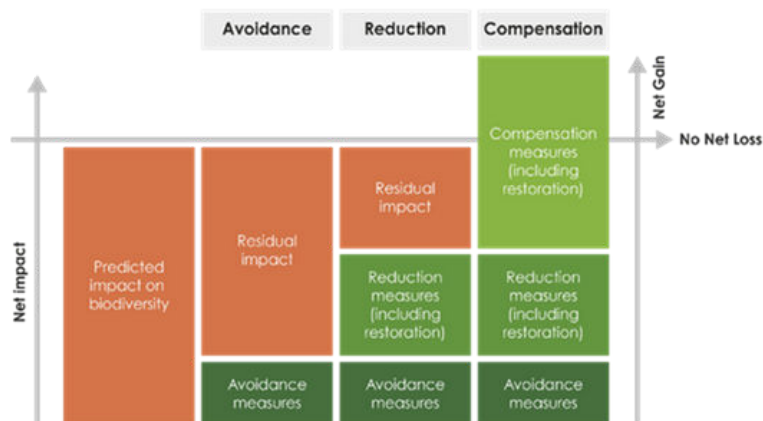 Avoidance
Reduction
Compensation
Net impact
Predicted
impact on
biodiversity
Residual
impact
Avoidance
measures
Residual
impact
Reduction
measures
(including
restoration)
Avoidance
measures
Compensation
measures
(including
restoration)
Reduction
measures
(including
restoration)
Avoidance
measures
Net Gain
No Net Loss